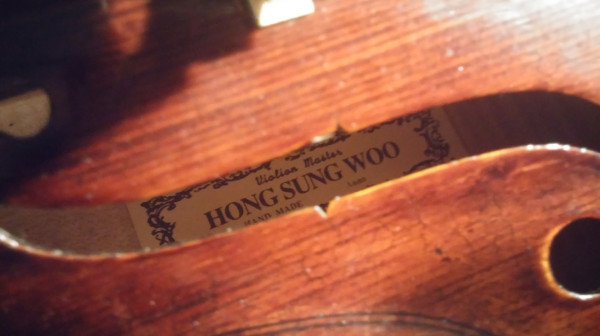 Violion Master
HONG SUNG WOO
HAND MADE